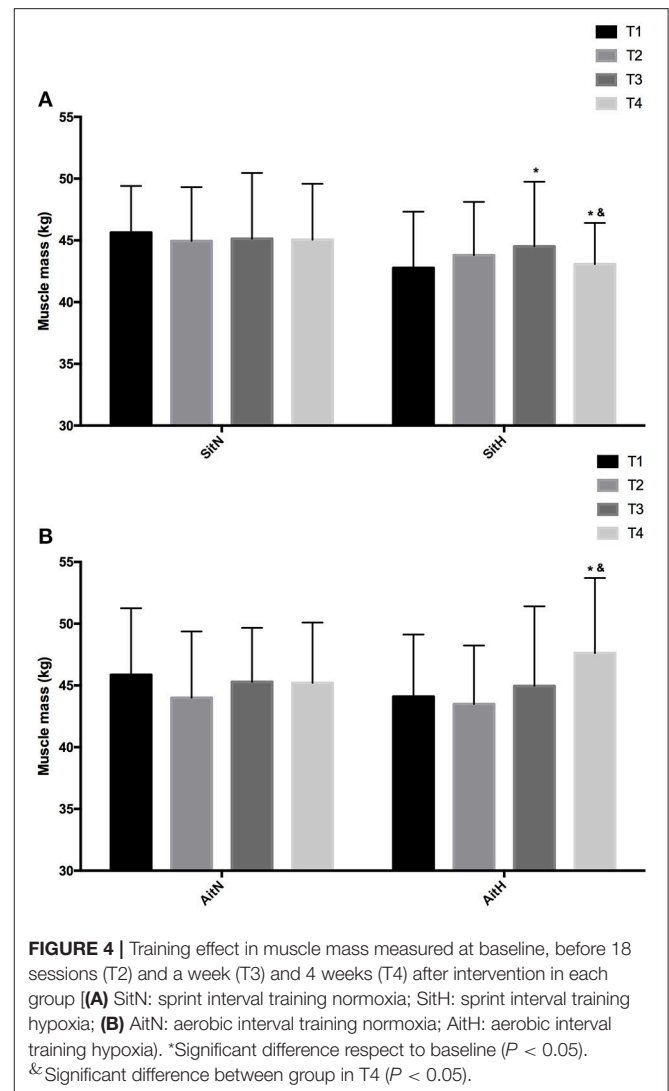 T1
T2
T3
T4
A
55
50
45
40
35
30
Muscle mass (kg)
*
* &
SitN
SitH
T1
T2
T3
T4
B
55
50
45
40
35
30
Muscle mass (kg)
* &
AitN
AitH
FIGURE 4 | Training effect in muscle mass measured at baseline, before 18
sessions (T2) and a week (T3) and 4 weeks (T4) after intervention in each
group [(A) SitN: sprint interval training normoxia; SitH: sprint interval training
hypoxia; (B) AitN: aerobic interval training normoxia; AitH: aerobic interval
training hypoxia). *Significant difference respect to baseline (P < 0.05).
&Significant difference between group in T4 (P < 0.05).